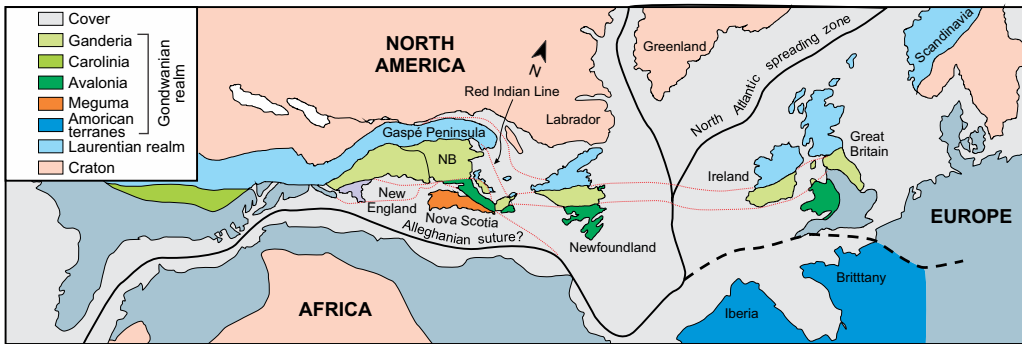 Cover
Ganderia
Carolinia
Avalonia
Meguma
Amorican
terranes
Gondwanian
realm
Laurentian realm
Craton
NORTH
AMERICA
N
Red Indian Line
Labrador
Greenland
North Atlantic spreading zone
Scandinavia
Gaspé Peninsula
NB
New
England
Nova Scotia
Alleghanian suture?
Newfoundland
Ireland
Great
Britain
EUROPE
AFRICA
Iberia
Britttany